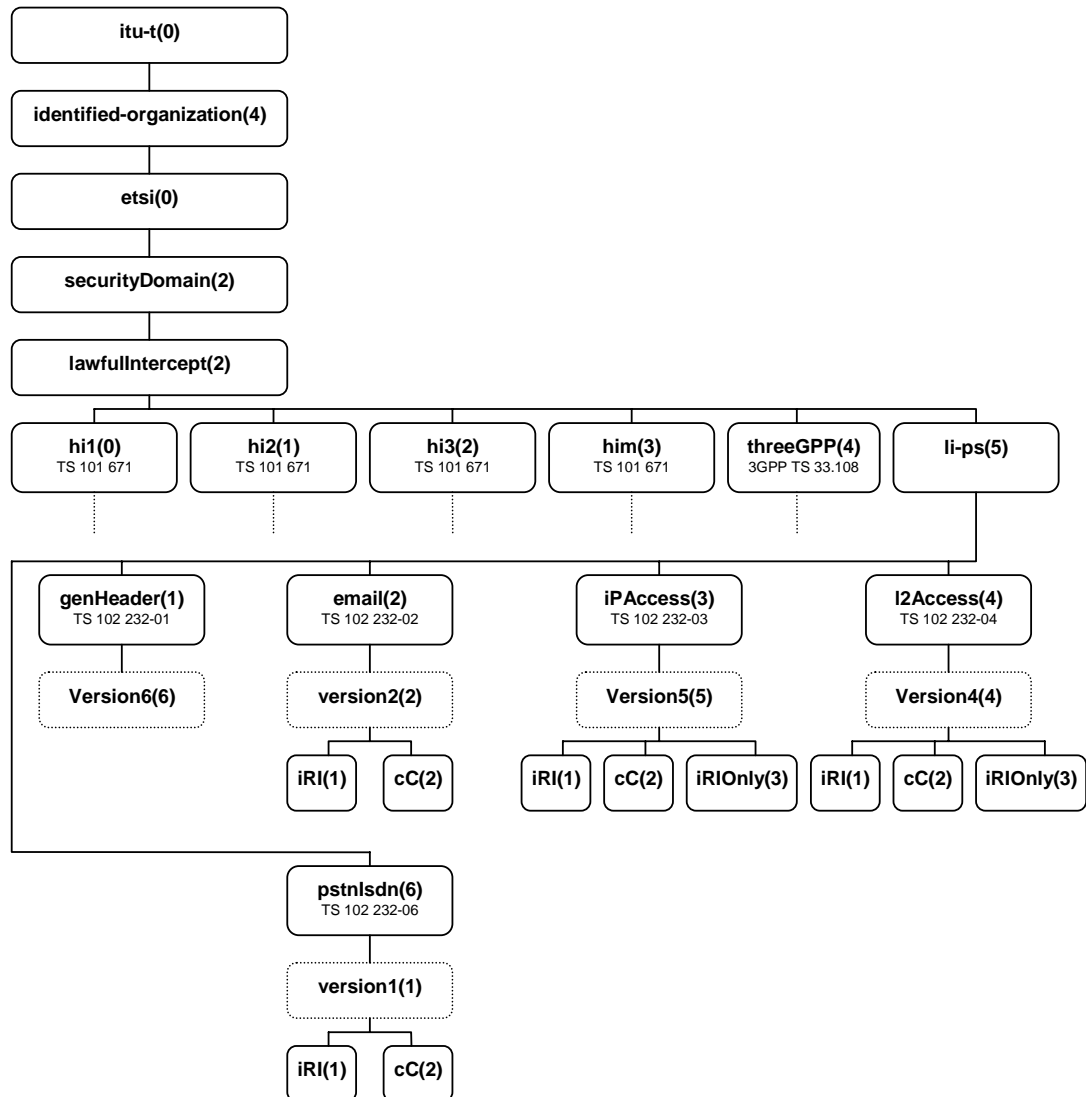 itu-t(0)
identified-organization(4)
etsi(0)
securityDomain(2)
lawfulIntercept(2)
hi1(0)
TS 101 671
hi2(1)
TS 101 671
hi3(2)
TS 101 671
him(3)
TS 101 671
threeGPP(4)
3GPP TS 33.108
li-ps(5)
genHeader(1)
TS 102 232-01
email(2)
TS 102 232-02
iPAccess(3)
TS 102 232-03
l2Access(4)
TS 102 232-04
Version6(6)
version2(2)
Version5(5)
Version4(4)
iRI(1)
cC(2)
iRI(1)
cC(2)
iRIOnly(3)
iRI(1)
cC(2)
iRIOnly(3)
pstnIsdn(6)
TS 102 232-06
version1(1)
iRI(1)
cC(2)